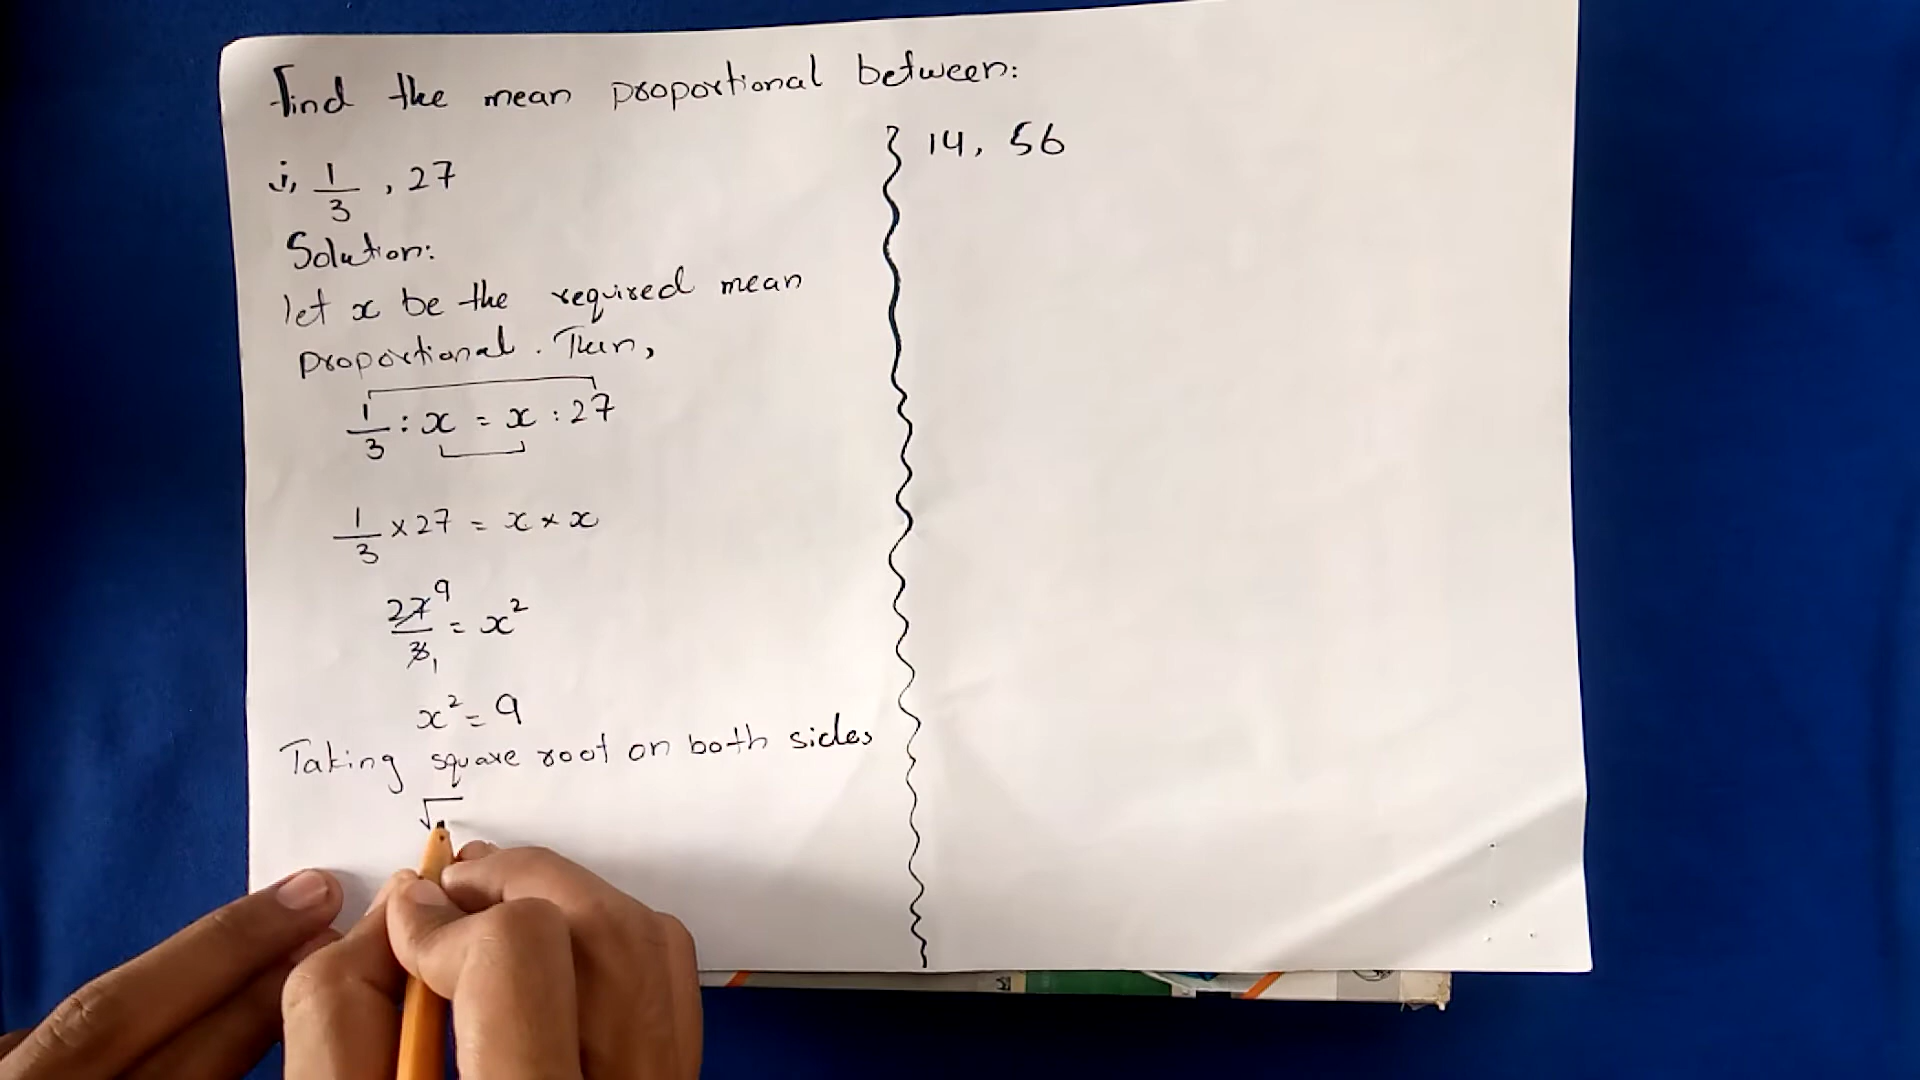 Find the mean proportional between:
i, 1/3 , 27
Solution:
let x be the required mean
proportional. Then,
1/3 : x = x : 27
1/3 × 27 = x × x
27 9/3 1 = x²
x² = 9
Taking square root on both sides
√
14, 56